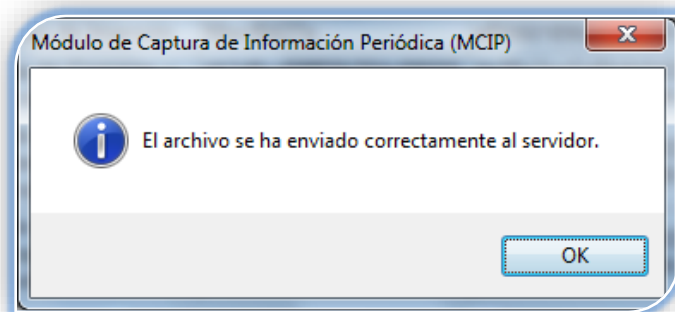 Módulo de Captura de Información Periódica (MCIP)
El archivo se ha enviado correctamente al servidor.
OK